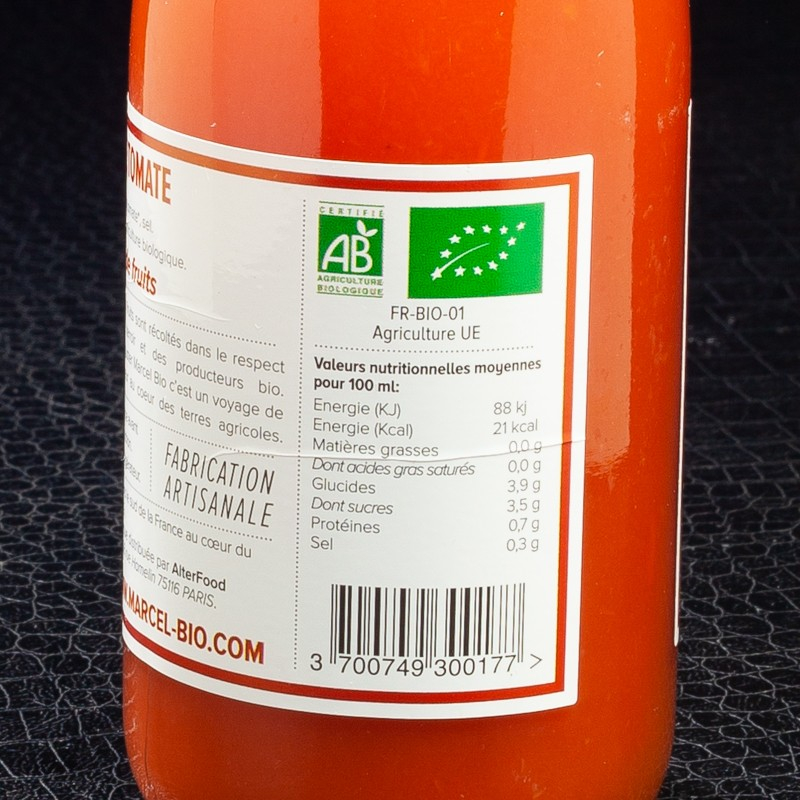 TOMATE
sel.
biologique.
fruits
sont récoltés dans le respect
et des producteurs bio.
Marcel Bio c'est un voyage de
au coeur des terres agricoles.
FABRICATION
ARTISANALE
sud de la France au cœur du
distribuée par AlterFood
Hamelin 75116 PARIS.
MARCEL-BIO.COM
CERTIFIÉ
AB
AGRICULTURE
BIOLOGIQUE
FR-BIO-01
Agriculture UE
Valeurs nutritionnelles moyennes
pour 100 ml:
Energie (KJ) 88 kj
Energie (Kcal) 21 kcal
Matières grasses 0,0 g
Dont acides gras saturés 0,0 g
Glucides 3,9 g
Dont sucres 3,5 g
Protéines 0,7 g
Sel 0,3 g
3 700749 300177 >